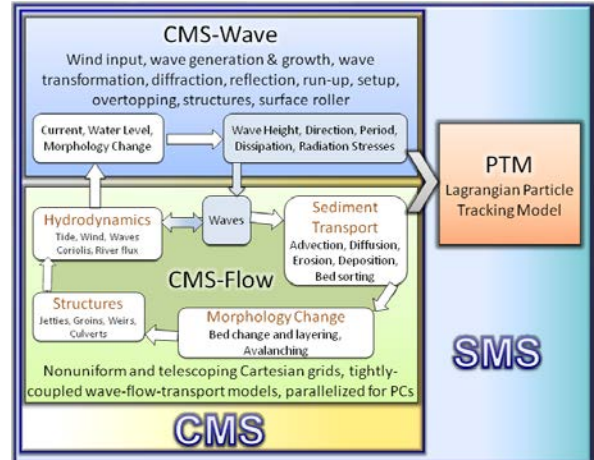 CMS-Wave
Wind input, wave generation & growth, wave
transformation, diffraction, reflection, run-up, setup,
overtopping, structures, surface roller
Current, Water Level,
Morphology Change
Wave Height, Direction, Period,
Dissipation, Radiation Stresses
PTM
Lagrangian Particle
Tracking Model
Hydrodynamics
Tide, Wind, Waves
Coriolis, River flux
Waves
Sediment
Transport
Advection, Diffusion,
Erosion, Deposition,
Bed sorting
CMS-Flow
Structures
Jetties, Groins, Weirs,
Culverts
Morphology Change
Bed change and layering,
Avalanching
Nonuniform and telescoping Cartesian grids, tightly-
coupled wave-flow-transport models, parallelized for PCs
SMS
CMS